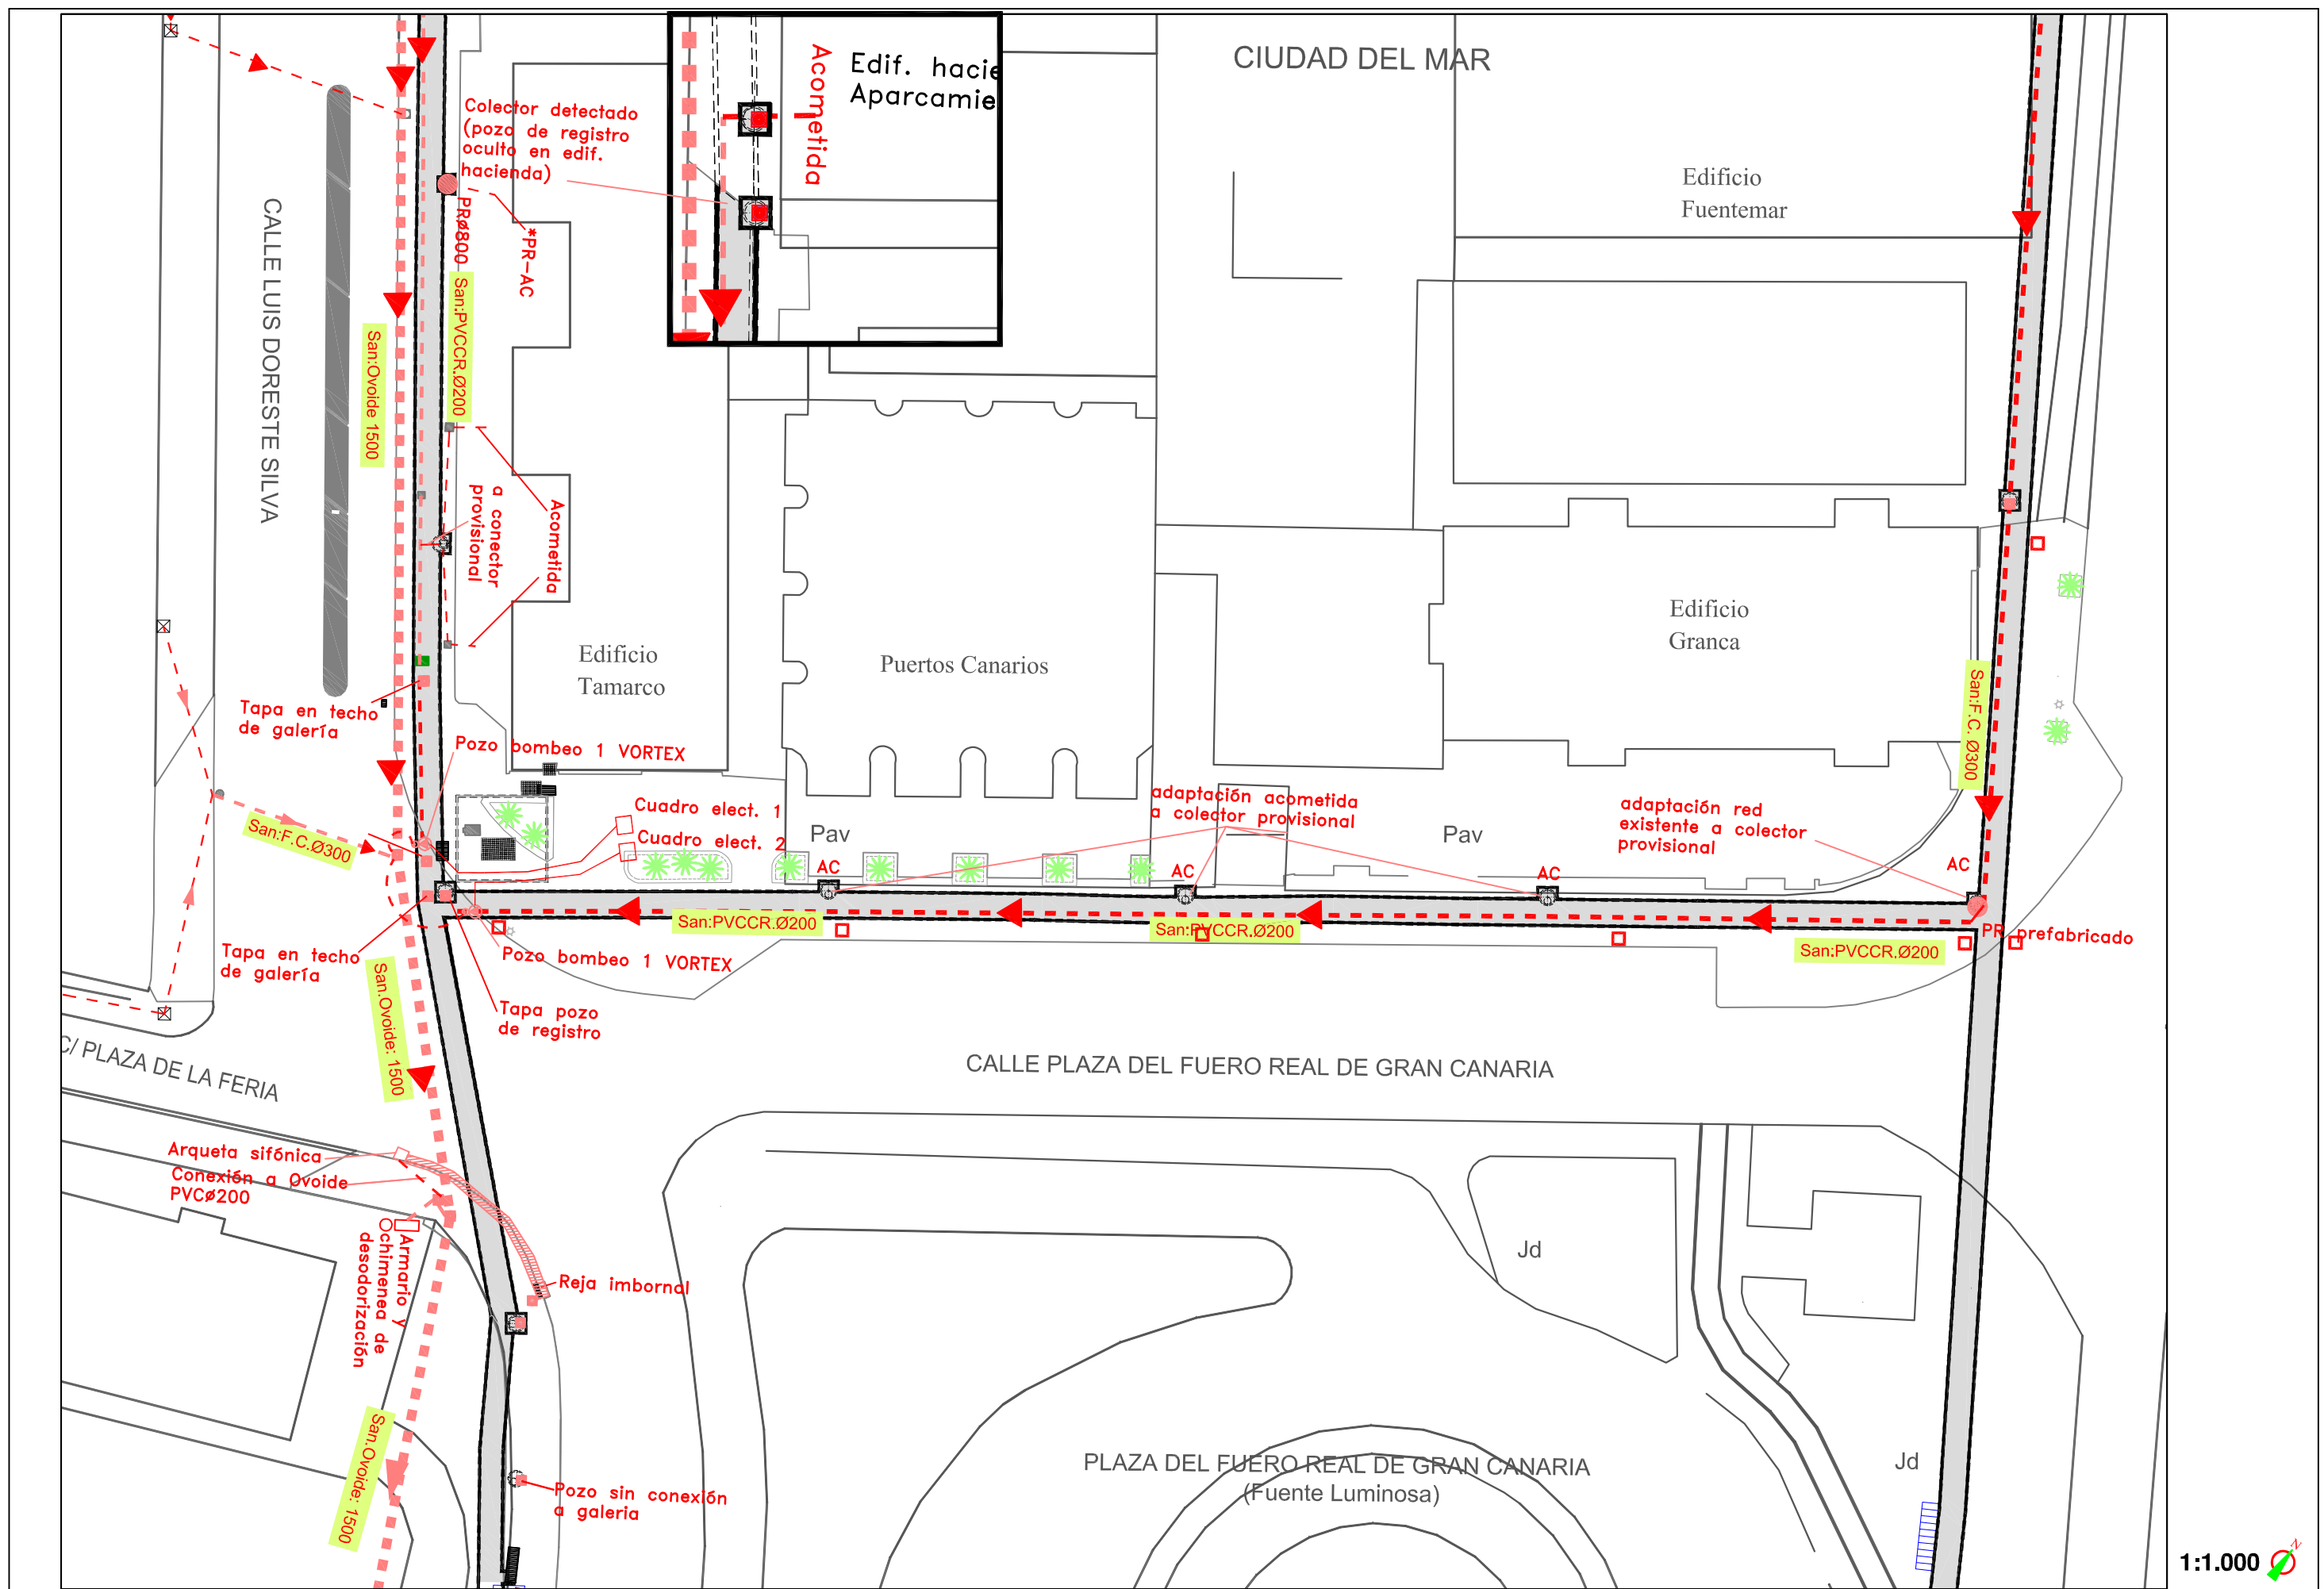 CIUDAD DEL MAR
Edif. hacie
Aparcamie
Acometida
Colector detectado
(pozo de registro
oculto en edif.
hacienda)
Edificio
Fuentemar
CALLE LUIS DORESTE SILVA
PRø800
*PR-AC
San:PVCCR.Ø200
San:Ovoide 1500
a conector
provisional
Acometida
Edificio
Tamarco
Puertos Canarios
Edificio
Granca
San:F.C. Ø300
Tapa en techo
de galería
Pozo bombeo 1 VORTEX
Cuadro elect. 1
Cuadro elect. 2
San:F.C.Ø300
Pav
adaptación acometida
a colector provisional
Pav
adaptación red
existente a colector
provisional
AC
AC
AC
AC
San:PVCCR.Ø200
San:PVCCR.Ø200
San:PVCCR.Ø200
PR prefabricado
Tapa en techo
de galería
Pozo bombeo 1 VORTEX
Tapa pozo
de registro
San.Ovoide: 1500
C/ PLAZA DE LA FERIA
CALLE PLAZA DEL FUERO REAL DE GRAN CANARIA
Arqueta sifónica
Conexión a Ovoide
PVCø200
Armario y
chimenea de
desodorización
Reja imbornal
Jd
San.Ovoide: 1500
Pozo sin conexión
a galeria
PLAZA DEL FUERO REAL DE GRAN CANARIA
(Fuente Luminosa)
Jd
1:1.000
N